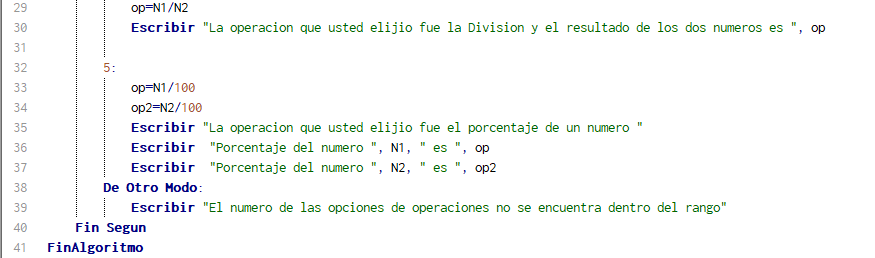 29 op=N1/N2
30 Escribir "La operacion que usted elijio fue la Division y el resultado de los dos numeros es ", op
31
32 5:
33 op=N1/100
34 op2=N2/100
35 Escribir "La operacion que usted elijio fue el porcentaje de un numero "
36 Escribir "Porcentaje del numero ", N1, " es ", op
37 Escribir "Porcentaje del numero ", N2, " es ", op2
38 De Otro Modo:
39 Escribir "El numero de las opciones de operaciones no se encuentra dentro del rango"
40 Fin Segun
41 FinAlgoritmo